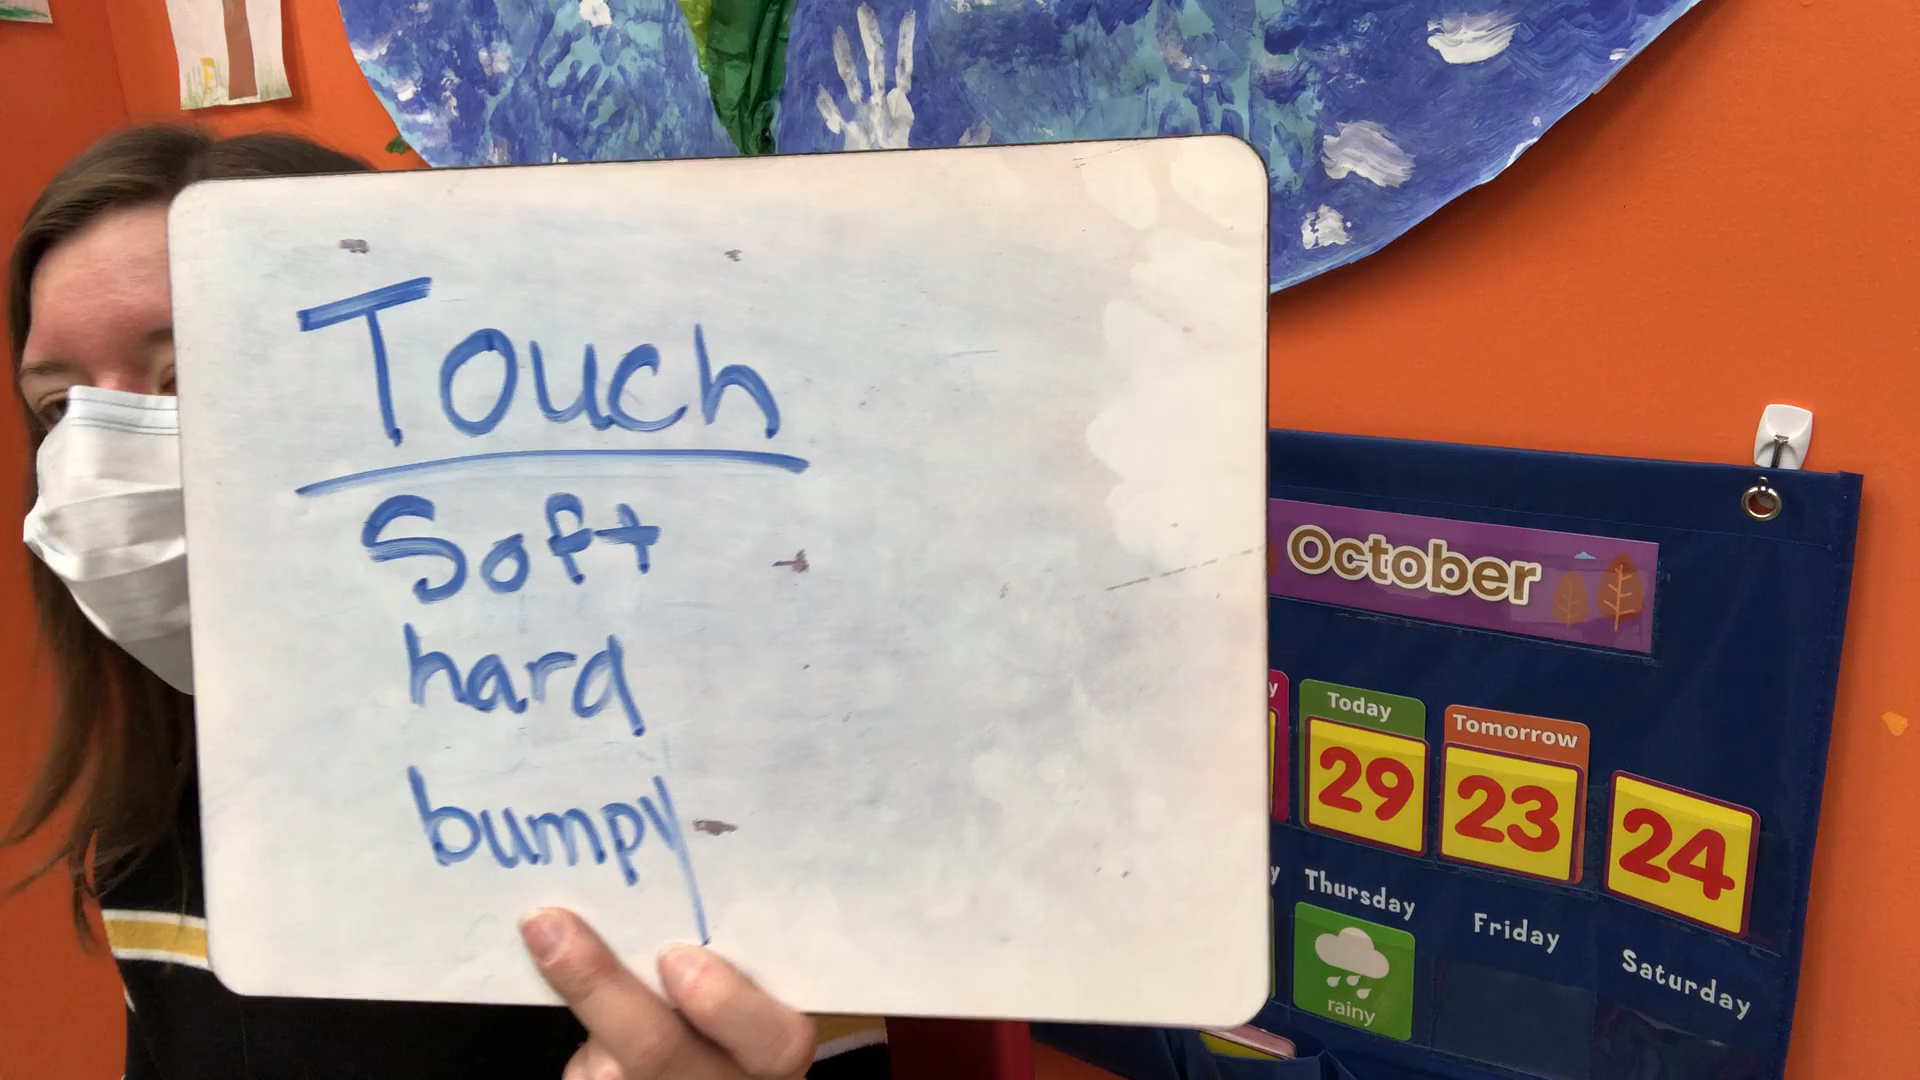 Touch
Soft
hard
bumpy
October
y
Today
Tomorrow
29
23
24
y
Thursday
Friday
Saturday
rainy